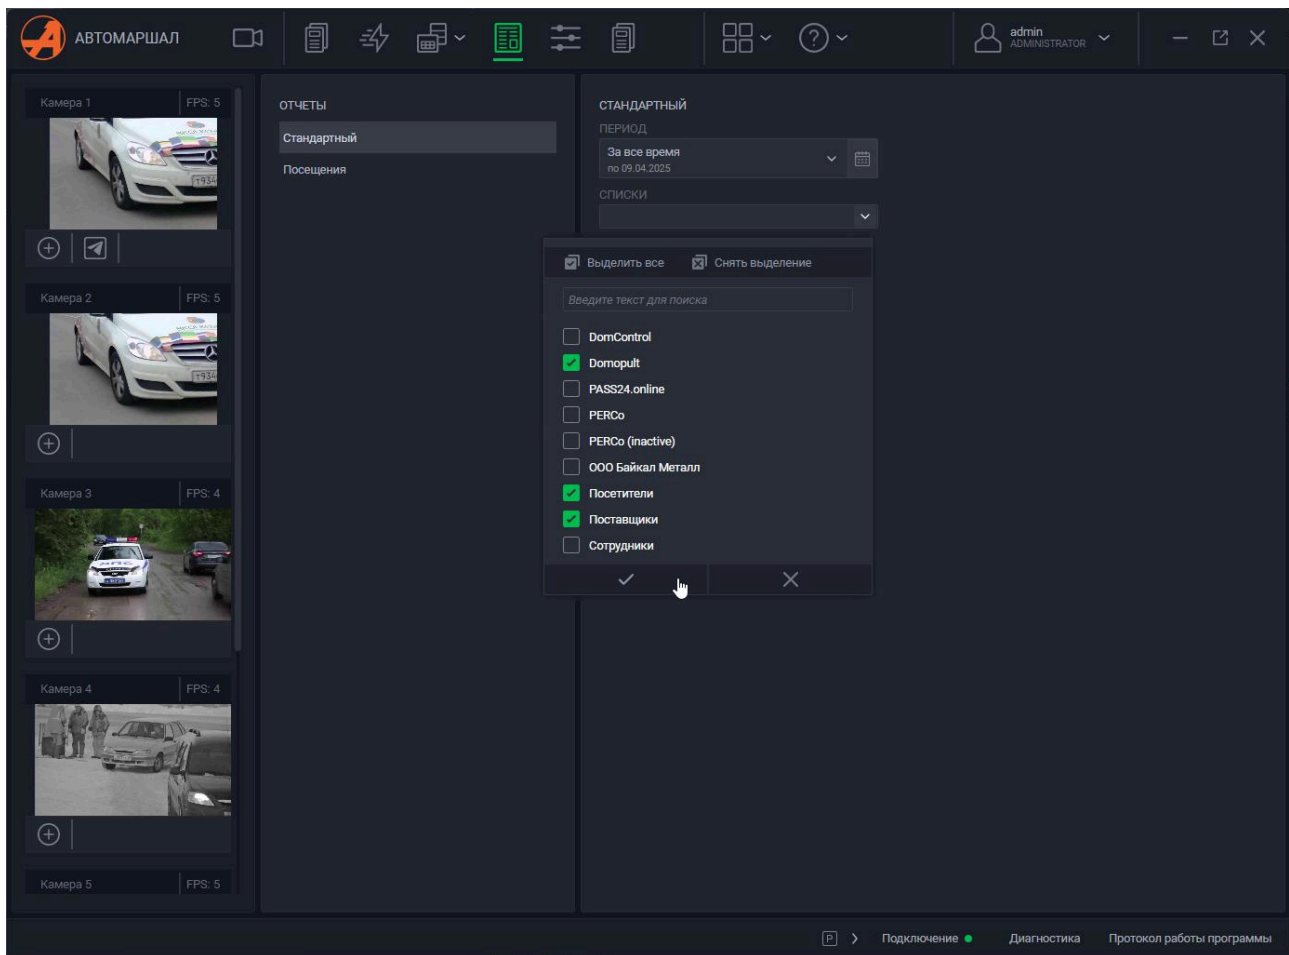 АВТОМАРШАЛ
admin
ADMINISTRATOR
Камера 1 FPS: 5
Камера 2 FPS: 5
Камера 3 FPS: 4
ДПС
Камера 4 FPS: 4
Камера 5 FPS: 5
ОТЧЕТЫ
Стандартный
Посещения
СТАНДАРТНЫЙ
ПЕРИОД
За все время
по 09.04.2025
СПИСКИ
Выделить все Снять выделение
Введите текст для поиска
DomControl
Domopult
PASS24.online
PERCo
PERCo (inactive)
ООО Байкал Металл
Посетители
Поставщики
Сотрудники
P Подключение Диагностика Протокол работы программы